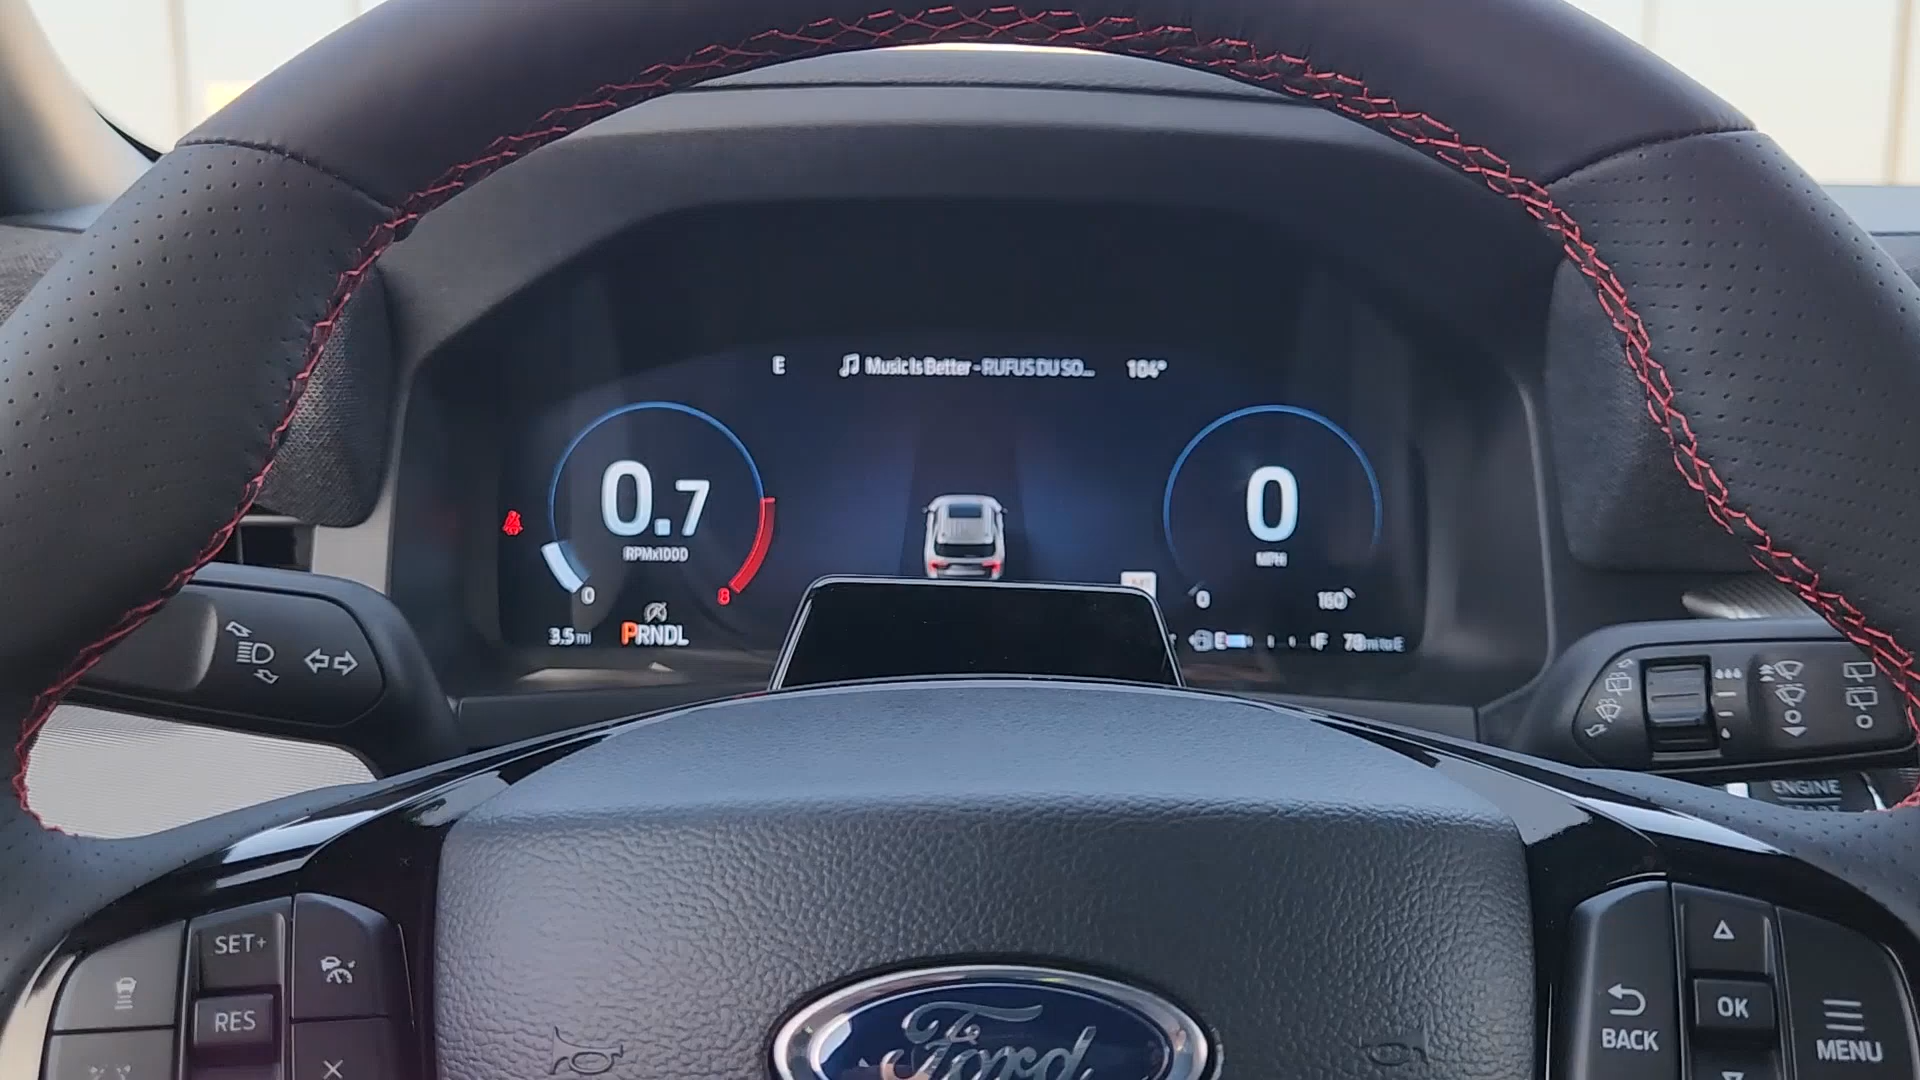 E
Music Is Better - RUFUS DU SO...
104°
0.7
RPMx1000
0
8
3.5 mi
PRNDL
0
MPH
0
160
E
F
78 mi to E
ENGINE
SET+
RES
Ford
BACK
OK
MENU